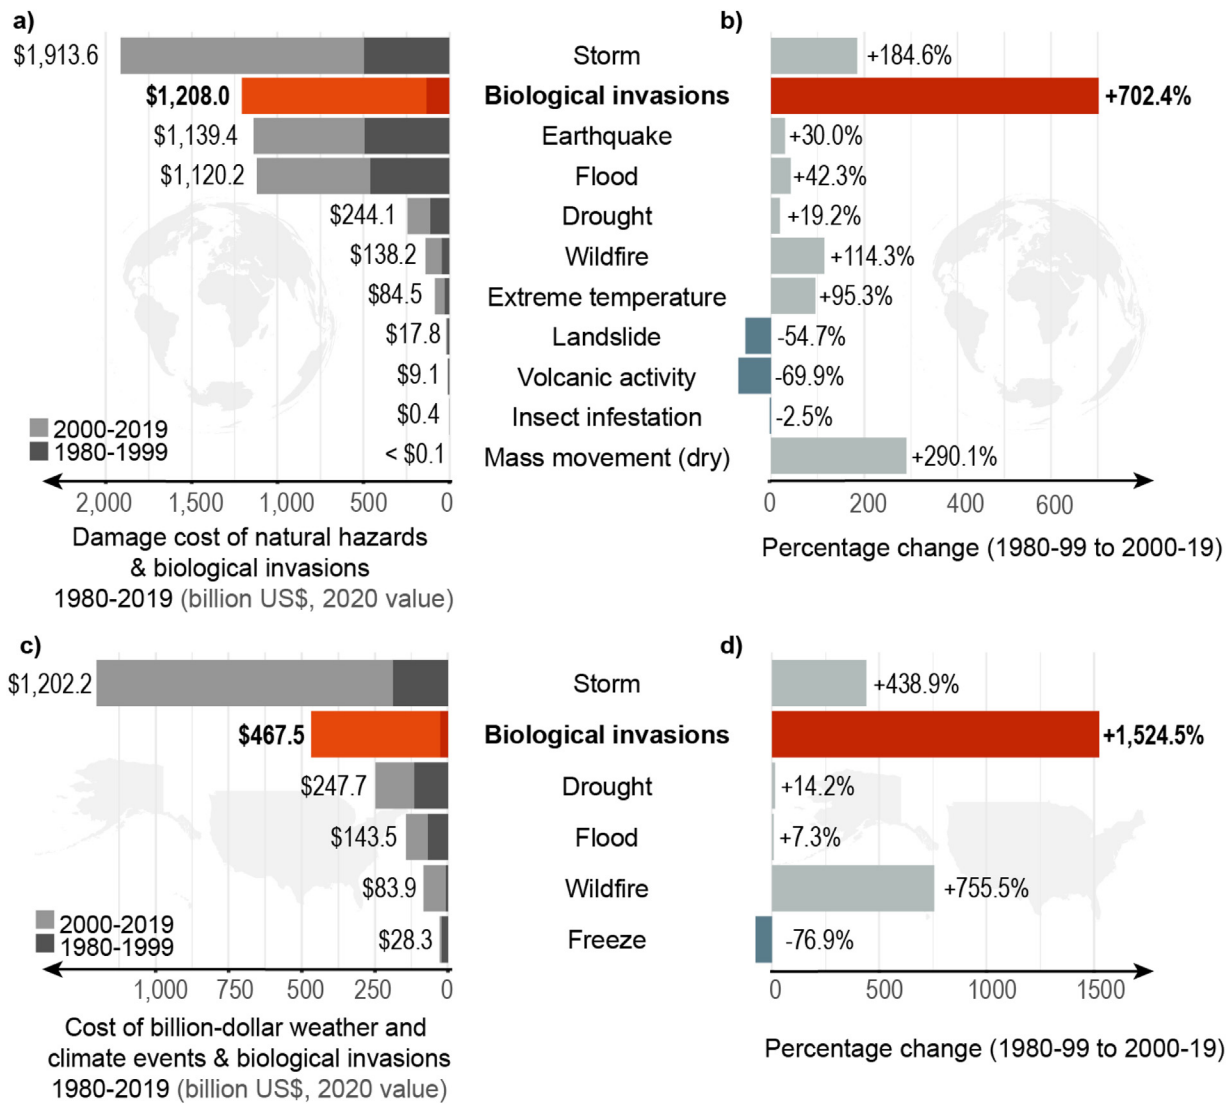 a)
$1,913.6
Storm
$1,208.0
Biological invasions
$1,139.4
Earthquake
$1,120.2
Flood
$244.1
Drought
$138.2
Wildfire
$84.5
Extreme temperature
$17.8
Landslide
$9.1
Volcanic activity
$0.4
Insect infestation
< $0.1
Mass movement (dry)
2000-2019
1980-1999
2,000 1,500 1,000 500 0
Damage cost of natural hazards
& biological invasions
1980-2019 (billion US$, 2020 value)
b)
+184.6%
+702.4%
+30.0%
+42.3%
+19.2%
+114.3%
+95.3%
-54.7%
-69.9%
-2.5%
+290.1%
0 200 400 600
Percentage change (1980-99 to 2000-19)
c)
$1,202.2
Storm
$467.5
Biological invasions
$247.7
Drought
$143.5
Flood
$83.9
Wildfire
$28.3
Freeze
2000-2019
1980-1999
1,000 750 500 250 0
Cost of billion-dollar weather and
climate events & biological invasions
1980-2019 (billion US$, 2020 value)
d)
+438.9%
+1,524.5%
+14.2%
+7.3%
+755.5%
-76.9%
0 500 1000 1500
Percentage change (1980-99 to 2000-19)